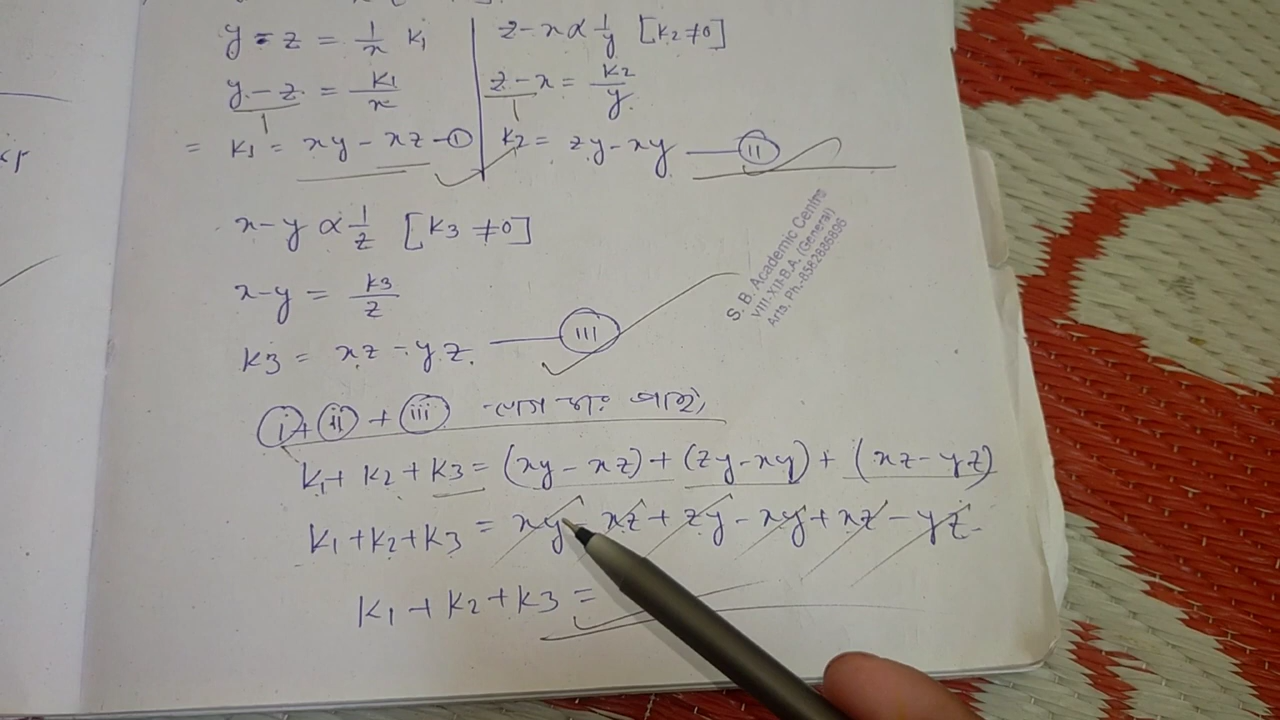 y - z = 1/x k₁
y - z = k₁/x
= k₁ = xy - xz - ①
z - x ∝ 1/y [k₂ ≠ 0]
z - x = k₂/y.
k₂ = zy - xy — ⓘⓘ
x - y ∝ 1/z [k₃ ≠ 0]
x - y = k₃/z
k₃ = xz - yz. — ⓘⓘⓘ
S. B. Academic Centre
VIII-XII-B.A. (General)
Arts, Ph.-8582886896
ⓘ + ⓘⓘ + ⓘⓘⓘ
k₁ + k₂ + k₃ = (xy - xz) + (zy - xy) + (xz - yz)
k₁ + k₂ + k₃ = xy - xz + zy - xy + xz - yz.
k₁ + k₂ + k₃ =